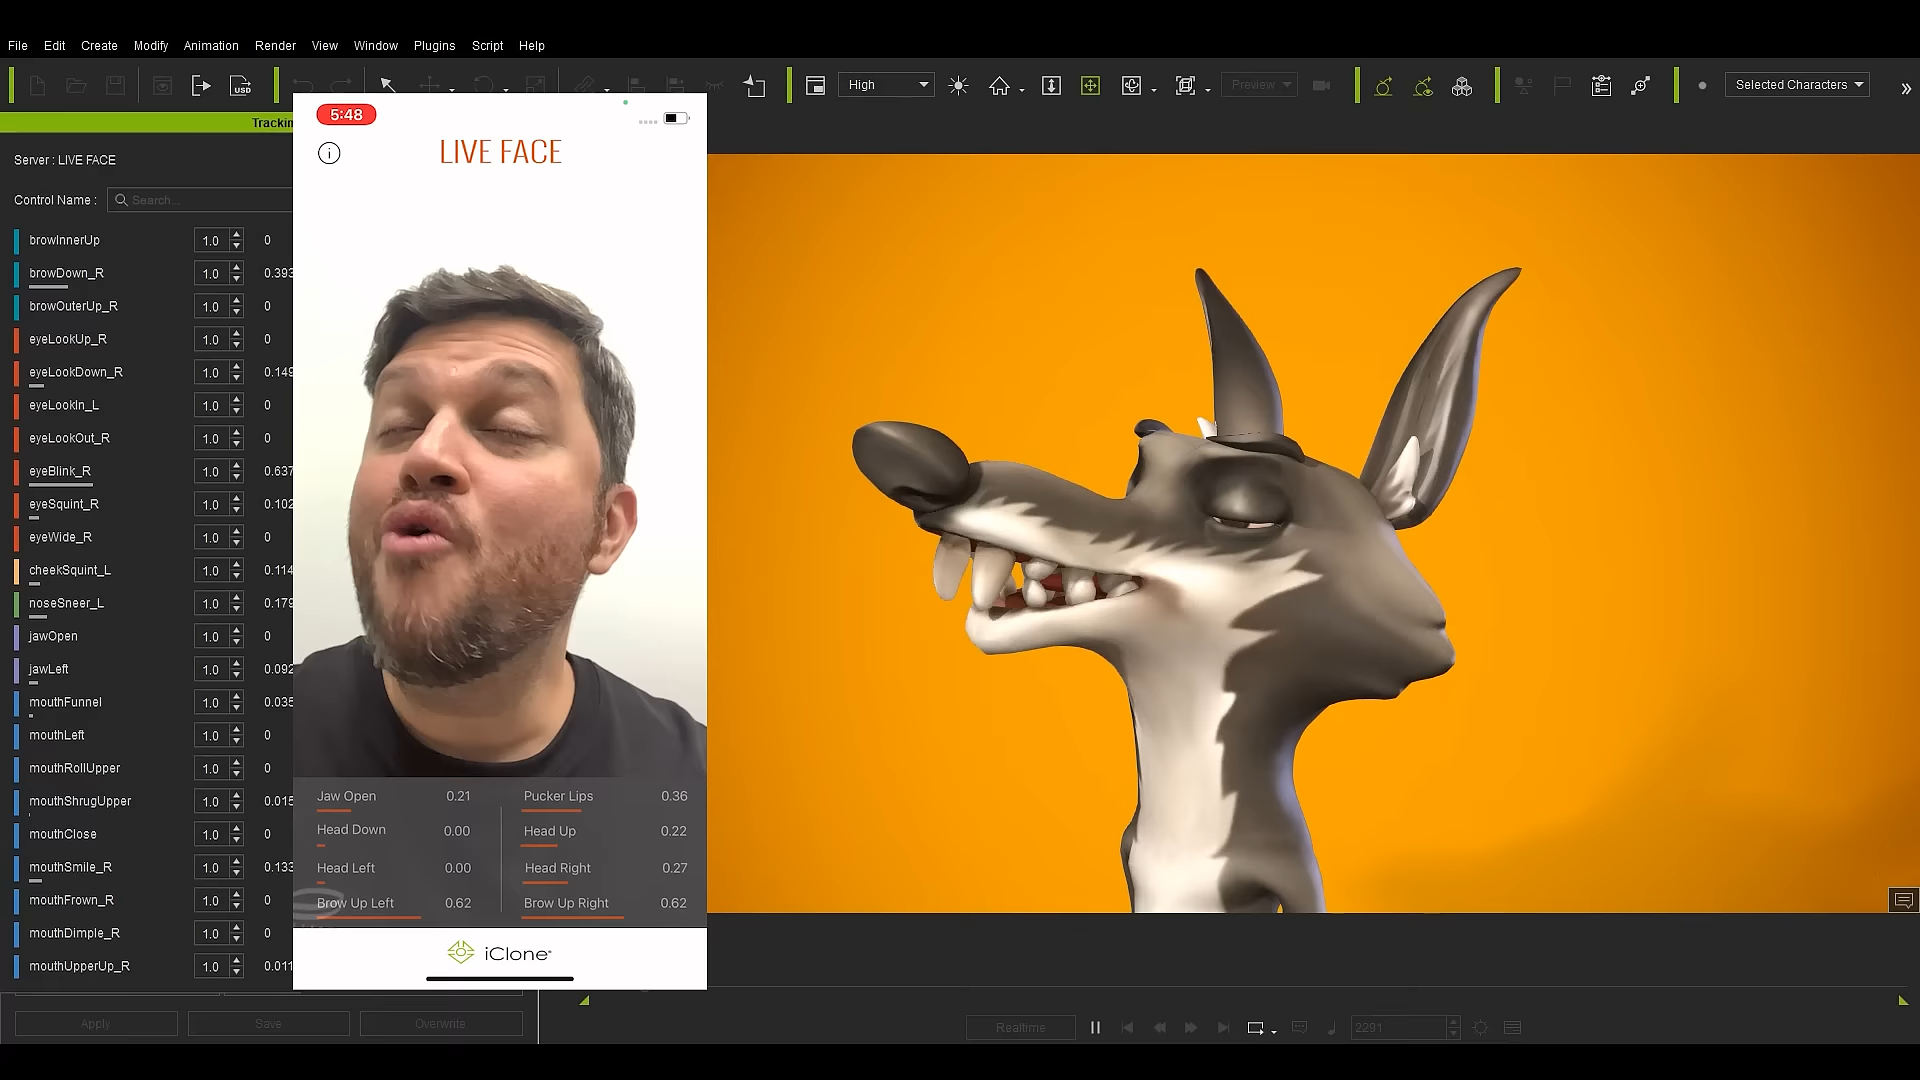 File Edit Create Modify Animation Render View Window Plugins Script Help
USD
High
Preview
Selected Characters
Server : LIVE FACE
Control Name :
Search...
browInnerUp 1.0 0
browDown_R 1.0 0.393
browOuterUp_R 1.0 0
eyeLookUp_R 1.0 0
eyeLookDown_R 1.0 0.149
eyeLookIn_L 1.0 0
eyeLookOut_R 1.0 0
eyeBlink_R 1.0 0.637
eyeSquint_R 1.0 0.102
eyeWide_R 1.0 0
cheekSquint_L 1.0 0.114
noseSneer_L 1.0 0.179
jawOpen 1.0 0
jawLeft 1.0 0.092
mouthFunnel 1.0 0.035
mouthLeft 1.0 0
mouthRollUpper 1.0 0
mouthShrugUpper 1.0 0.015
mouthClose 1.0 0
mouthSmile_R 1.0 0.133
mouthFrown_R 1.0 0
mouthDimple_R 1.0 0
mouthUpperUp_R 1.0 0.011
Apply Save Overwrite
5:48
LIVE FACE
Jaw Open 0.21 Pucker Lips 0.36
Head Down 0.00 Head Up 0.22
Head Left 0.00 Head Right 0.27
Brow Up Left 0.62 Brow Up Right 0.62
iClone
Realtime
2291